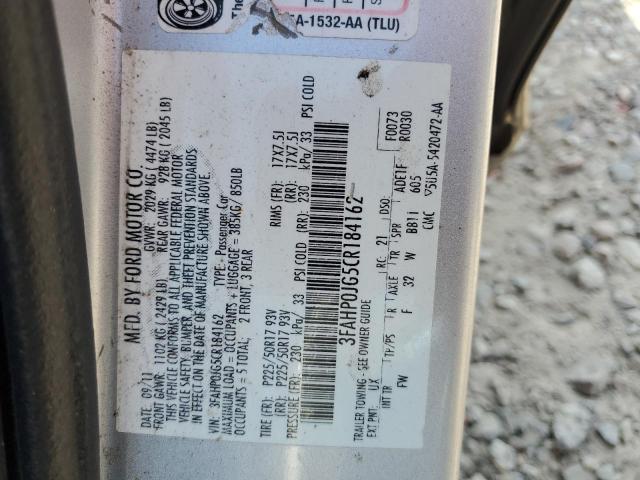 The
5A-1532-AA (TLU)
MFD. BY FORD MOTOR CO.
DATE: 09/11 GVWR: 2029 KG ( 4474 LB)
FRONT GAWR: 1102 KG ( 2429 LB) REAR GAWR: 928 KG ( 2045 LB)
THIS VEHICLE CONFORMS TO ALL APPLICABLE FEDERAL MOTOR
VEHICLE SAFETY, BUMPER, AND THEFT PREVENTION STANDARDS
IN EFFECT ON THE DATE OF MANUFACTURE SHOWN ABOVE.
VIN: 3FAHP0JG5CR184162 TYPE: Passenger Car
MAXIMUM LOAD = OCCUPANTS + LUGGAGE = 385KG/ 850LB
OCCUPANTS = 5 TOTAL: 2 FRONT, 3 REAR
TIRE (FR): P225/50R17 93V RIMS (FR): 17X7.5J
(RR): P225/50R17 93V (RR): 17X7.5J
PRESSURE (FR): 230 kPa/ 33 PSI COLD (RR): 230 kPa/ 33 PSI COLD
3FAHP0JG5CR184162
TRAILER TOWING - SEE OWNER GUIDE F0073
R0030
EXT PNT: UX RC: 21 DSO:
INT TR TP/PS R AXLE TR SPR ADE1F
FW F 32 W B811 605
CMC V5U5A-5420472-AA